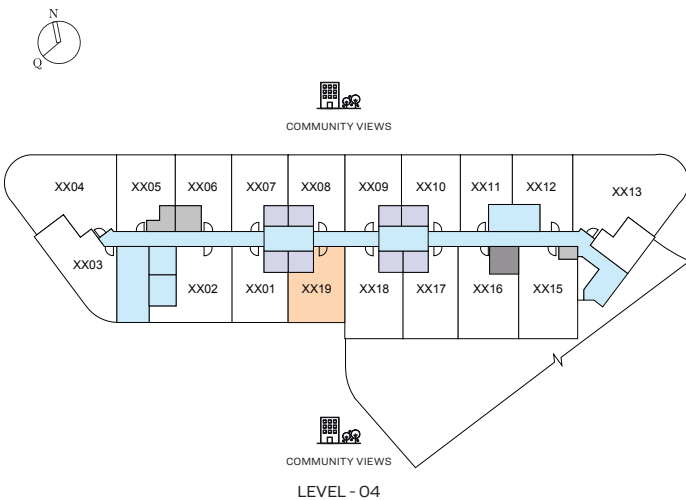 N
Q
COMMUNITY VIEWS
XX04
XX05
XX06
XX07
XX08
XX09
XX10
XX11
XX12
XX13
XX03
XX02
XX01
XX19
XX18
XX17
XX16
XX15
N
COMMUNITY VIEWS
LEVEL - 04